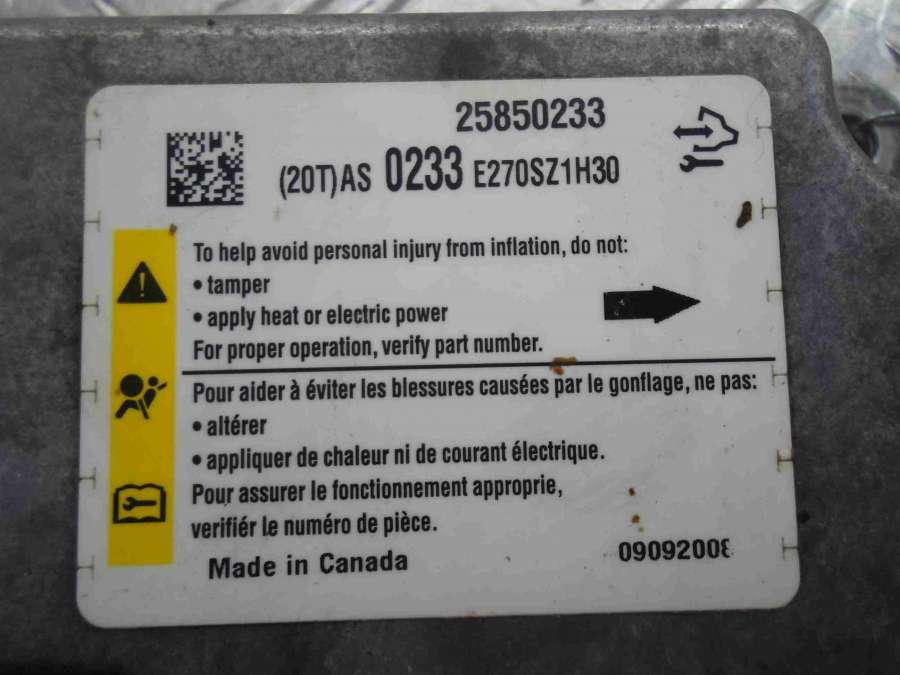 25850233
(20T)AS 0233 E270SZ1H30
To help avoid personal injury from inflation, do not:
• tamper
• apply heat or electric power
For proper operation, verify part number.
Pour aider à éviter les blessures causées par le gonflage, ne pas:
• altérer
• appliquer de chaleur ni de courant électrique.
Pour assurer le fonctionnement approprie,
verifiér le numéro de pièce.
Made in Canada
09092008